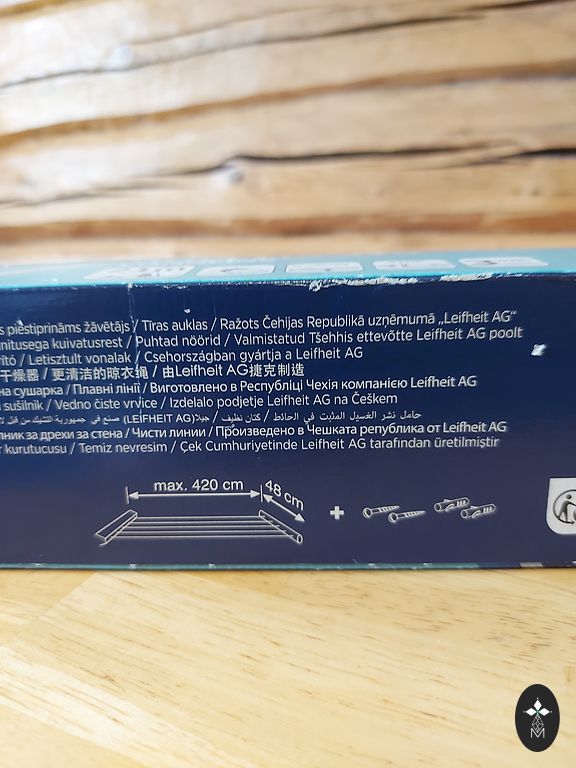 piestiprināms žāvētājs / Tīras auklas / Ražots Čehijas Republikā uzņēmumā „Leifheit AG"
kuivatusrest / Puhtad nöörid / Valmistatud Tšehhis ettevõtte Leifheit AG poolt
/ Letisztult vonalak / Csehországban gyártja a Leifheit AG
干燥器 / 更清洁的晾衣绳 / 由Leifheit AG捷克制造
сушарка / Плавні лінії / Виготовлено в Республіці Чехія компанією Leifheit AG
sušilnik / Vedno čiste vrvice / Izdelalo podjetje Leifheit AG na Češkem
حامل نشر الغسيل المثبت في الحائط / كتان نظيف / صنع في جمهورية التشيك من قبل (LEIFHEIT AG)
за дрехи за стена / Чисти линии / Произведено в Чешката република от Leifheit AG
kurutucusu / Temiz nevresim / Çek Cumhuriyetinde Leifheit AG tarafından üretilmiştir
max. 420 cm
48 cm
+
M